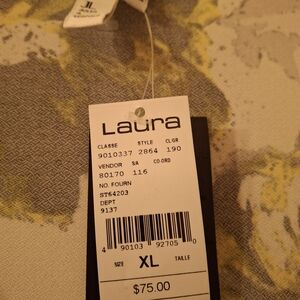 Laura
CLASSE STYLE CLOR
9010337 2864 190
VENDOR SA CO-ORD
80170 116
NO. FOURN
ST64203
DEPT
9137
4 90103 92705 0
SIZE XL TAILLE
$75.00